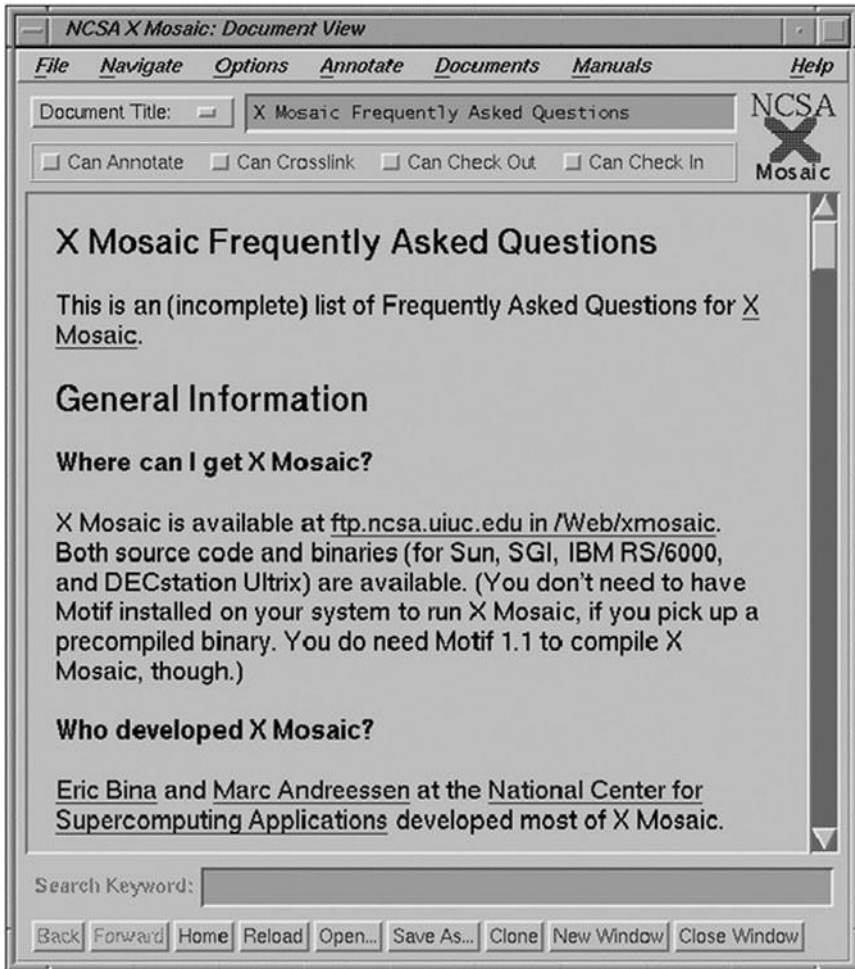 NCSA X Mosaic: Document View
File Navigate Options Annotate Documents Manuals Help
Document Title: X Mosaic Frequently Asked Questions
NCSA
X
Mosaic
Can Annotate Can Crosslink Can Check Out Can Check In
X Mosaic Frequently Asked Questions
This is an (incomplete) list of Frequently Asked Questions for X
Mosaic.
General Information
Where can I get X Mosaic?
X Mosaic is available at ftp.ncsa.uiuc.edu in /Web/xmosaic.
Both source code and binaries (for Sun, SGI, IBM RS/6000,
and DECstation Ultrix) are available. (You don't need to have
Motif installed on your system to run X Mosaic, if you pick up a
precompiled binary. You do need Motif 1.1 to compile X
Mosaic, though.)
Who developed X Mosaic?
Eric Bina and Marc Andreessen at the National Center for
Supercomputing Applications developed most of X Mosaic.
Search Keyword:
Back Forward Home Reload Open... Save As... Clone New Window Close Window